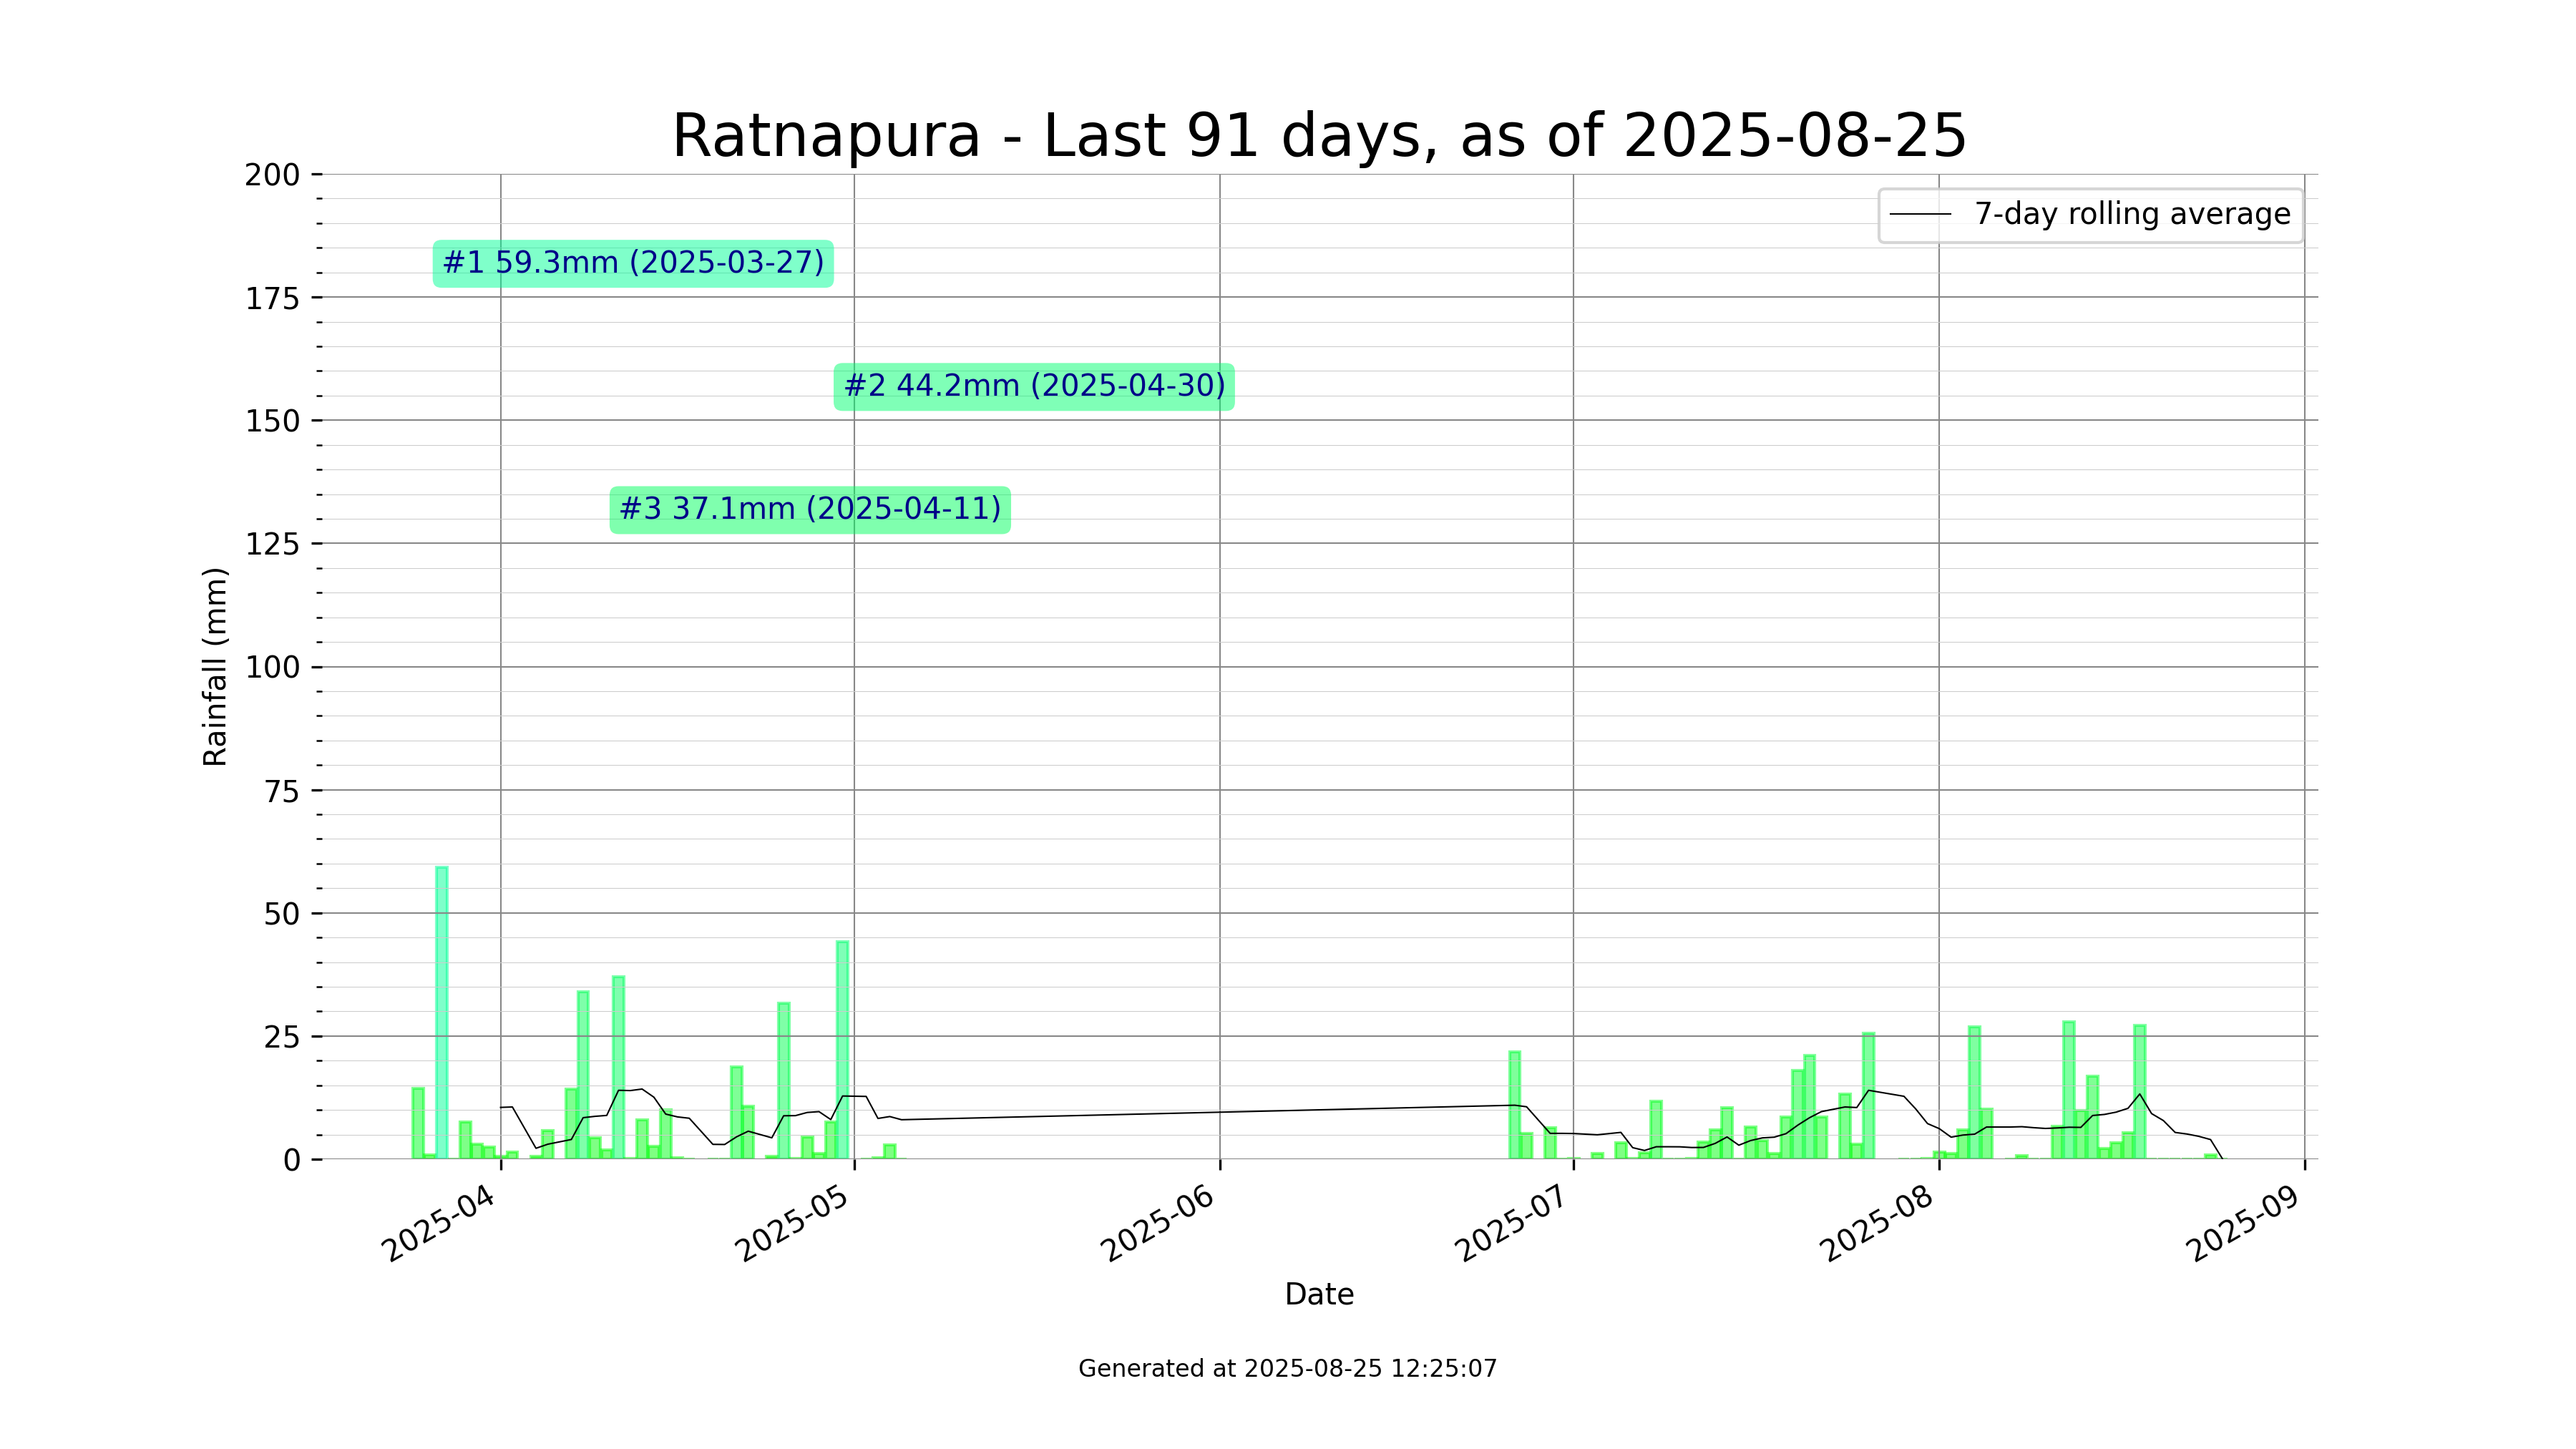 Ratnapura - Last 91 days, as of 2025-08-25
200
175
150
125
100
75
50
25
0
Rainfall (mm)
7-day rolling average
#1 59.3mm (2025-03-27)
#2 44.2mm (2025-04-30)
#3 37.1mm (2025-04-11)
2025-04
2025-05
2025-06
2025-07
2025-08
2025-09
Date
Generated at 2025-08-25 12:25:07